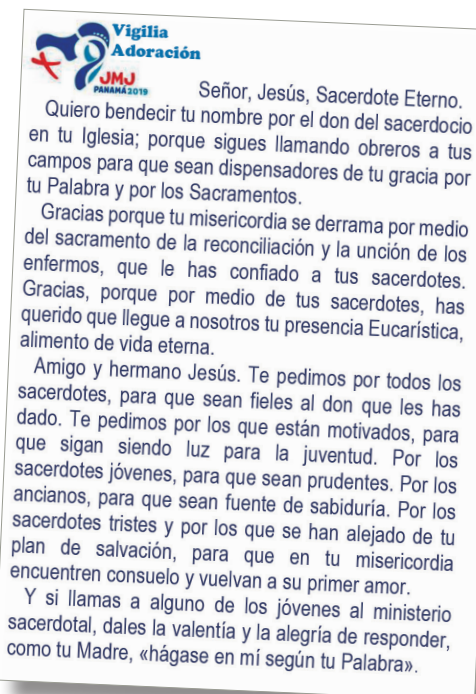 Vigilia
Adoración
JMJ
PANAMÁ 2019
Señor, Jesús, Sacerdote Eterno.
Quiero bendecir tu nombre por el don del sacerdocio
en tu Iglesia; porque sigues llamando obreros a tus
campos para que sean dispensadores de tu gracia por
tu Palabra y por los Sacramentos.
Gracias porque tu misericordia se derrama por medio
del sacramento de la reconciliación y la unción de los
enfermos, que le has confiado a tus sacerdotes.
Gracias, porque por medio de tus sacerdotes, has
querido que llegue a nosotros tu presencia Eucarística,
alimento de vida eterna.
Amigo y hermano Jesús. Te pedimos por todos los
sacerdotes, para que sean fieles al don que les has
dado. Te pedimos por los que están motivados, para
que sigan siendo luz para la juventud. Por los
sacerdotes jóvenes, para que sean prudentes. Por los
ancianos, para que sean fuente de sabiduría. Por los
sacerdotes tristes y por los que se han alejado de tu
plan de salvación, para que en tu misericordia
encuentren consuelo y vuelvan a su primer amor.
Y si llamas a alguno de los jóvenes al ministerio
sacerdotal, dales la valentía y la alegría de responder,
como tu Madre, «hágase en mí según tu Palabra».